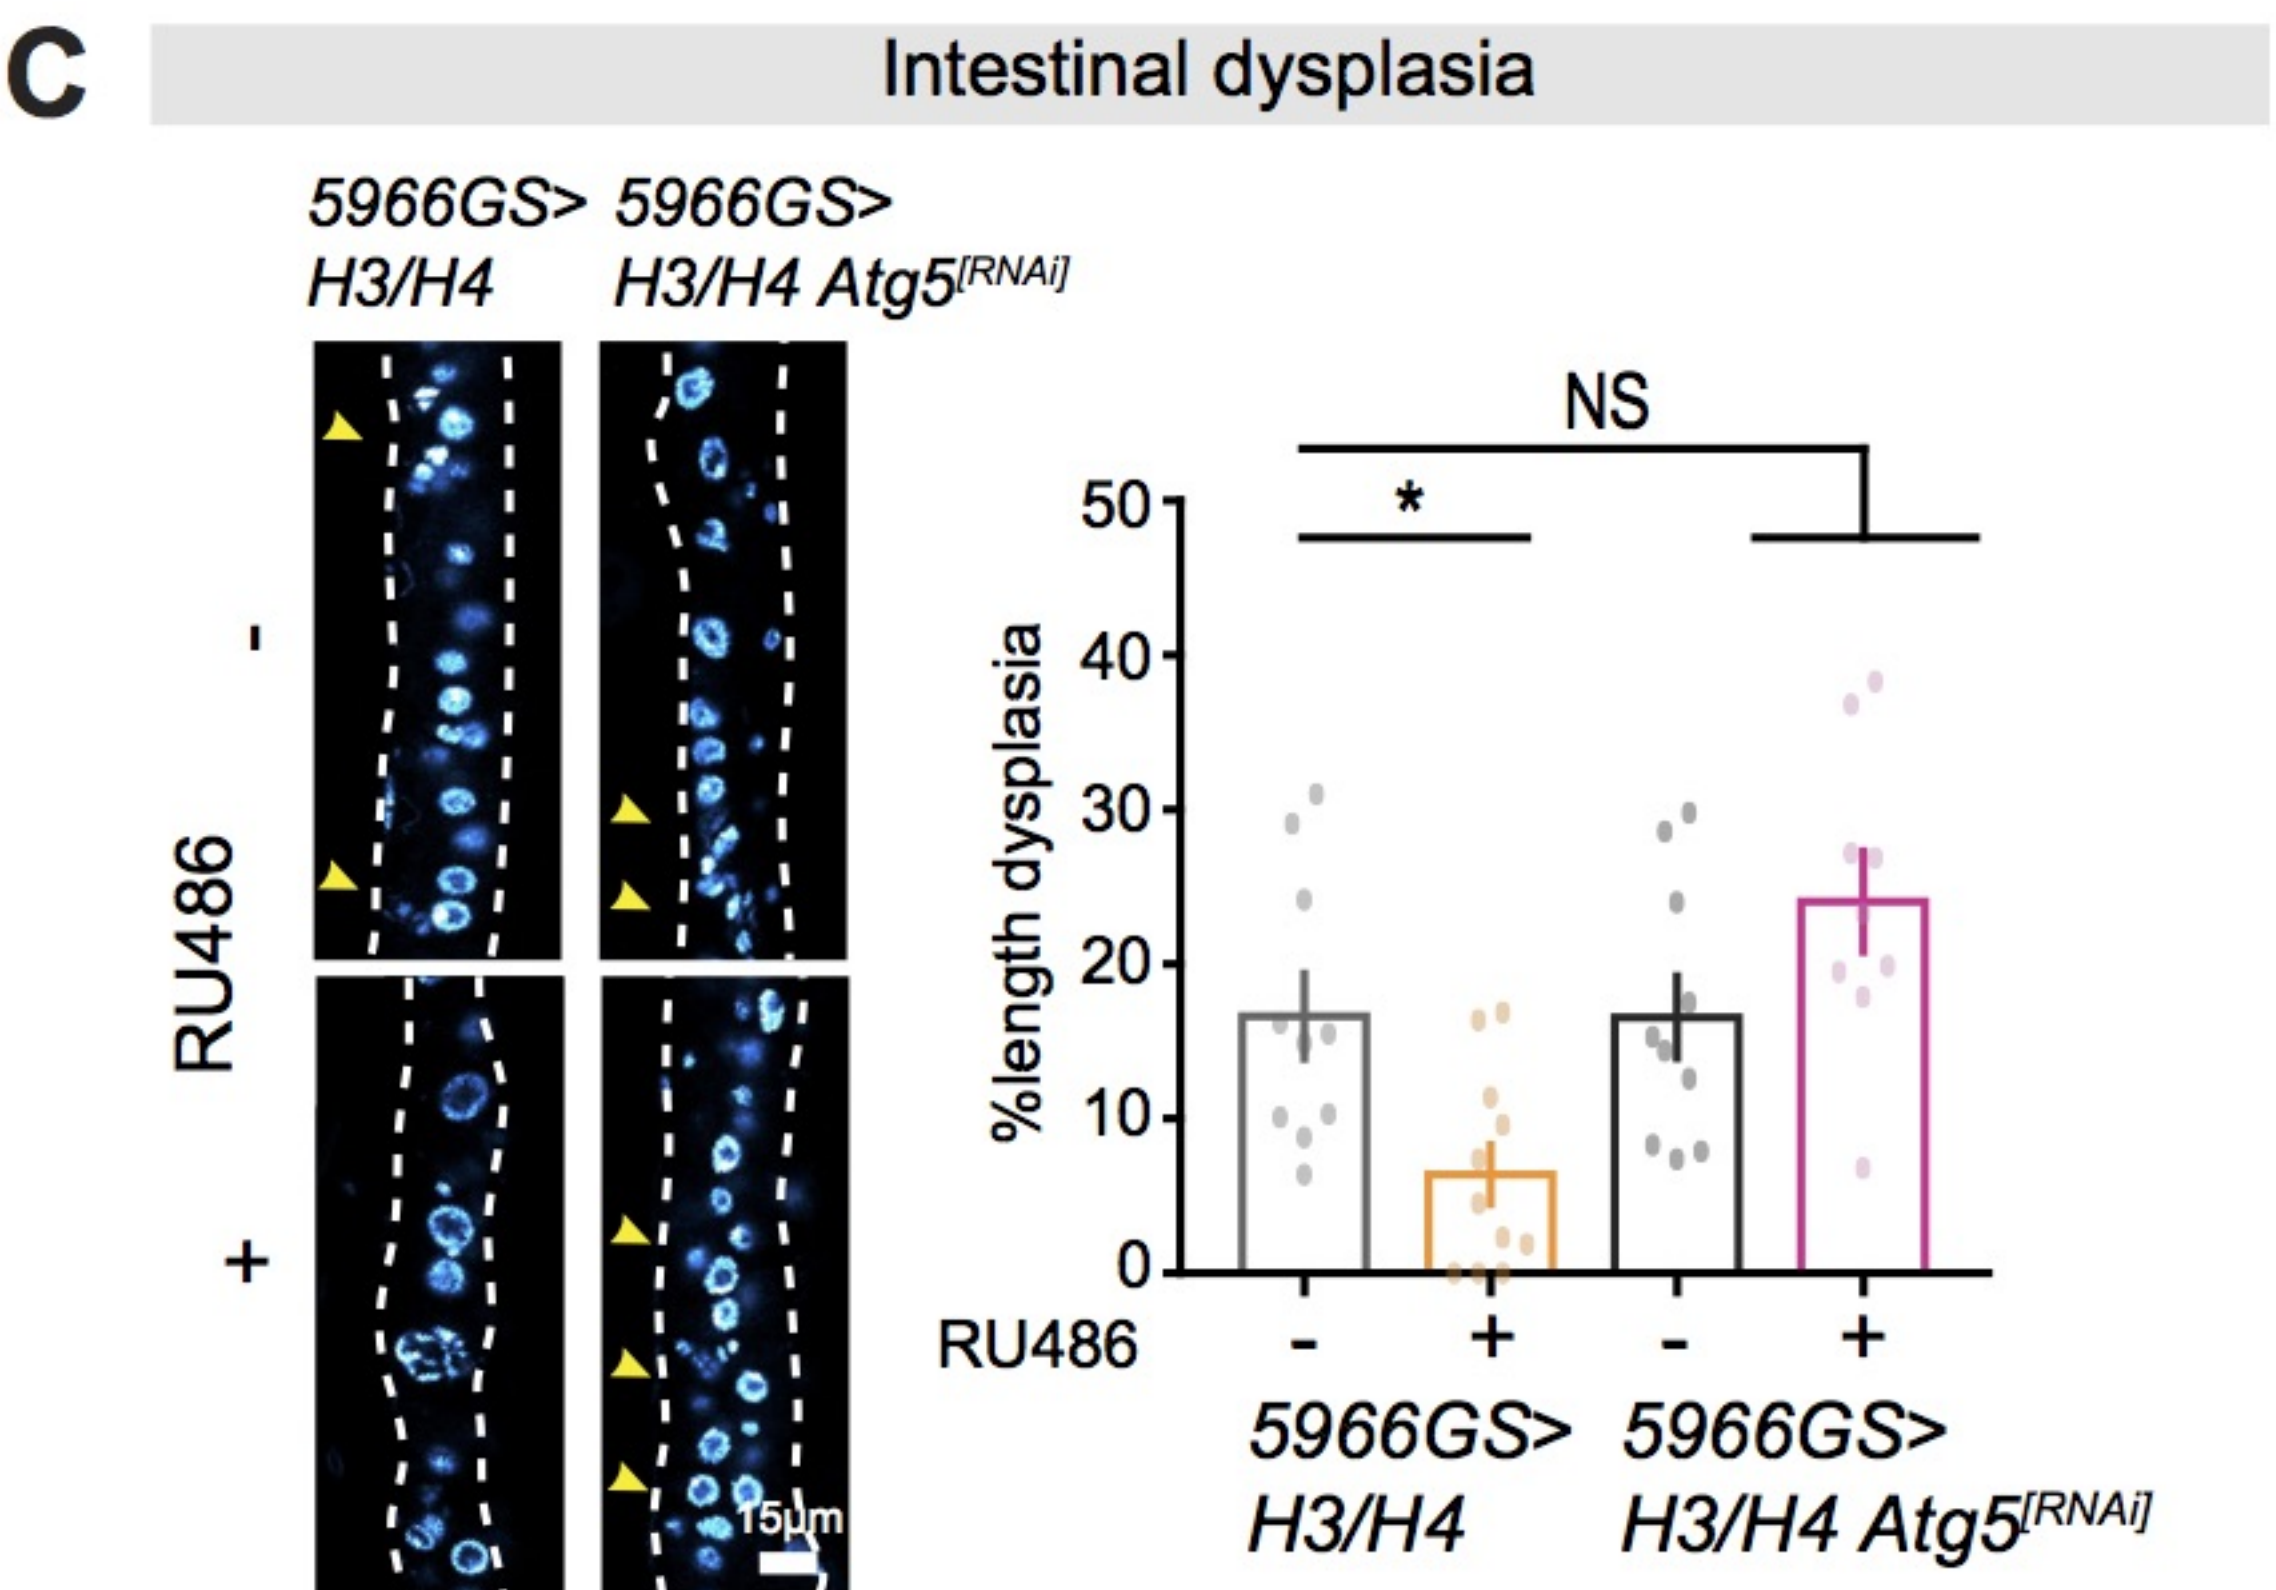 C
Intestinal dysplasia
5966GS> 5966GS>
H3/H4 H3/H4 Atg5[RNAi]
RU486
-
+
15µm
NS
*
%length dysplasia
50
40
30
20
10
0
RU486 - + - +
5966GS> 5966GS>
H3/H4 H3/H4 Atg5[RNAi]